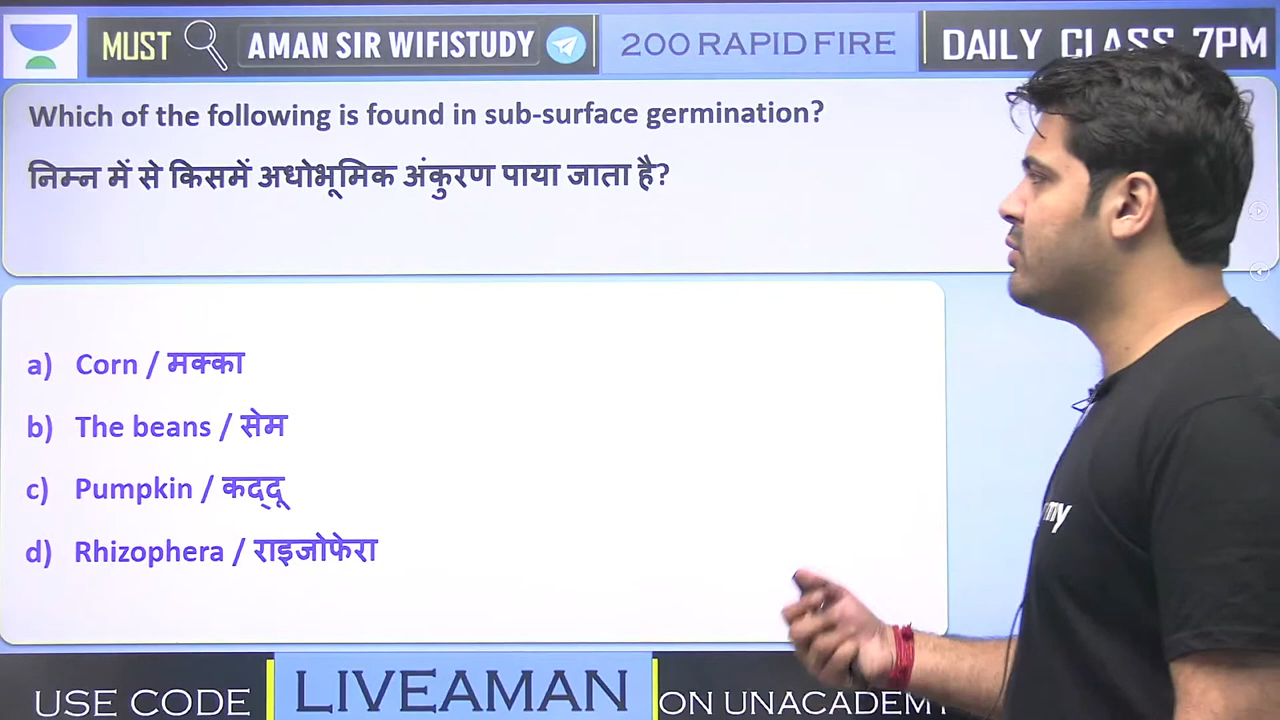 MUST AMAN SIR WIFISTUDY 200 RAPID FIRE DAILY CLASS 7PM
Which of the following is found in sub-surface germination?
निम्न में से किसमें अधोभूमिक अंकुरण पाया जाता है?
a) Corn / मक्का
b) The beans / सेम
c) Pumpkin / कद्दू
d) Rhizophera / राइजोफेरा
my
USE CODE LIVEAMAN ON UNACADEMY